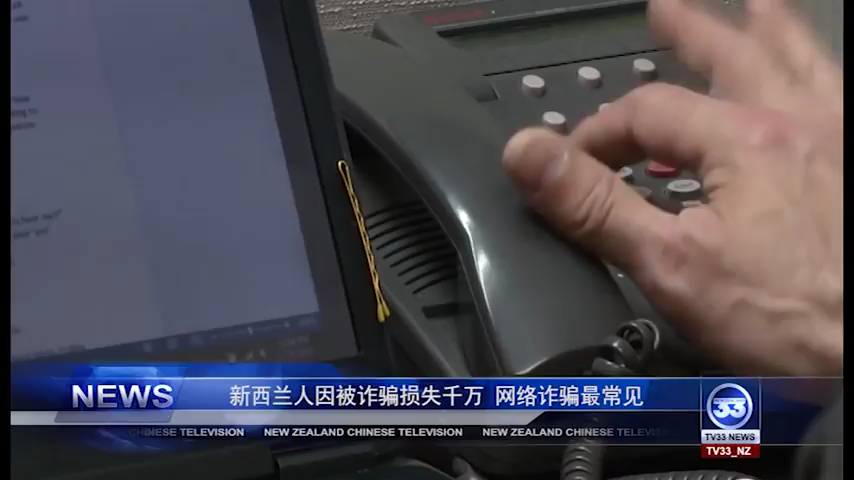 NEWS
新西兰人因被诈骗损失千万 网络诈骗最常见
CHINESE TELEVISION NEW ZEALAND CHINESE TELEVISION NEW ZEALAND CHINESE
33
TV33 NEWS
TV33_NZ